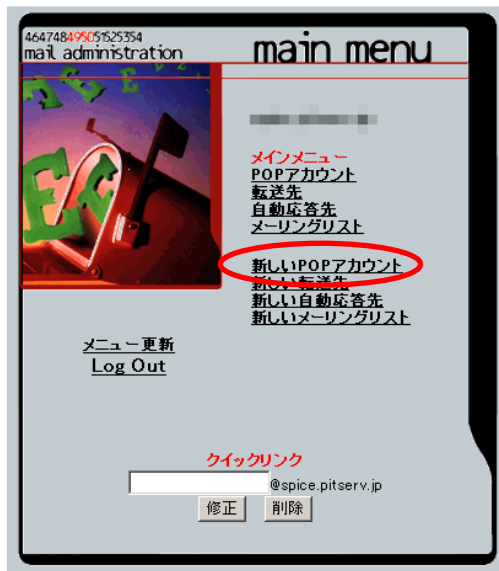 46474849505152S354
mail administration
main menu
メインメニュー
POPアカウント
転送先
自動応答先
メーリングリスト
新しいPOPアカウント
新しい転送先
新しい自動応答先
新しいメーリングリスト
メニュー更新
Log Out
クイックリンク
@spice.pitserv.jp
修正 削除